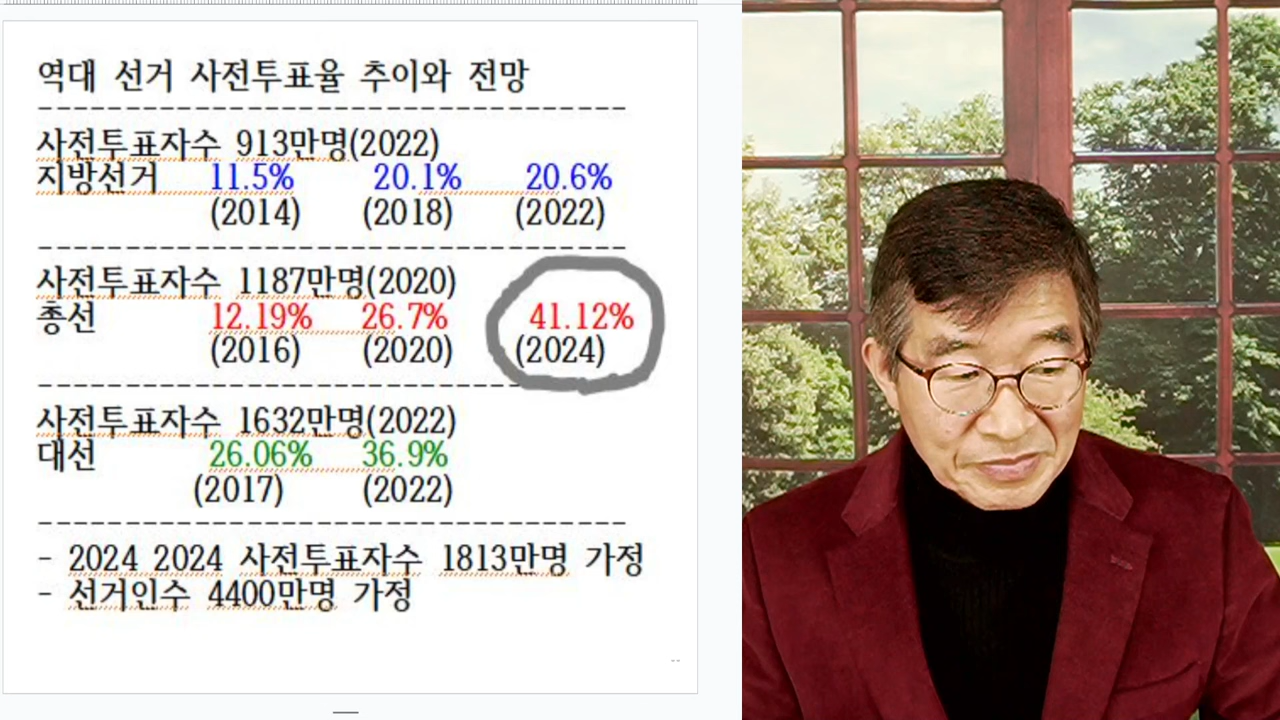 역대 선거 사전투표율 추이와 전망
---------------------------------
사전투표자수 913만명(2022)
지방선거 11.5% 20.1% 20.6%
(2014) (2018) (2022)
---------------------------------
사전투표자수 1187만명(2020)
총선 12.19% 26.7% 41.12%
(2016) (2020) (2024)
---------------------------------
사전투표자수 1632만명(2022)
대선 26.06% 36.9%
(2017) (2022)
---------------------------------
- 2024 2024 사전투표자수 1813만명 가정
- 선거인수 4400만명 가정
--